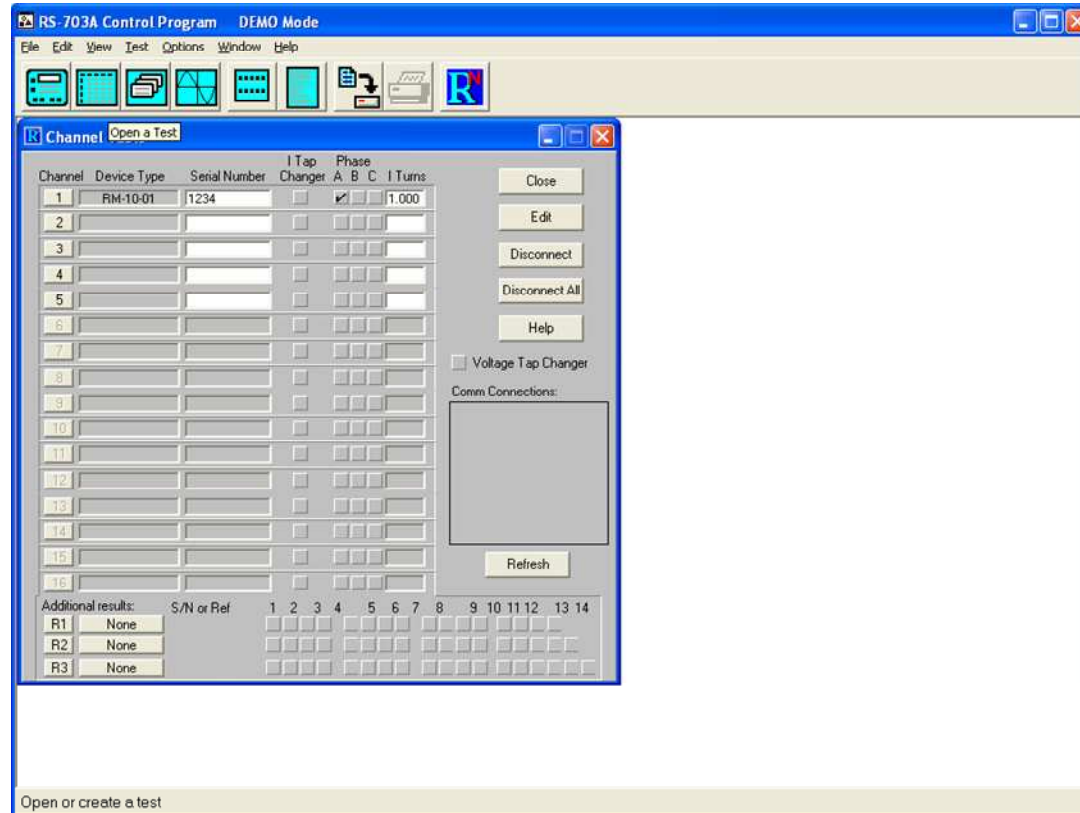 RS-703A Control Program DEMO Mode
File Edit View Test Options Window Help
R N
R Channel
Open a Test
I Tap Phase
Channel Device Type Serial Number Changer A B C I Turns
1 RM-10-01 1234 1.000
2
3
4
5
6
7
8
9
10
11
12
13
14
15
16
Close
Edit
Disconnect
Disconnect All
Help
Voltage Tap Changer
Comm Connections:
Refresh
Additional results: S/N or Ref 1 2 3 4 5 6 7 8 9 10 11 12 13 14
R1 None
R2 None
R3 None
Open or create a test